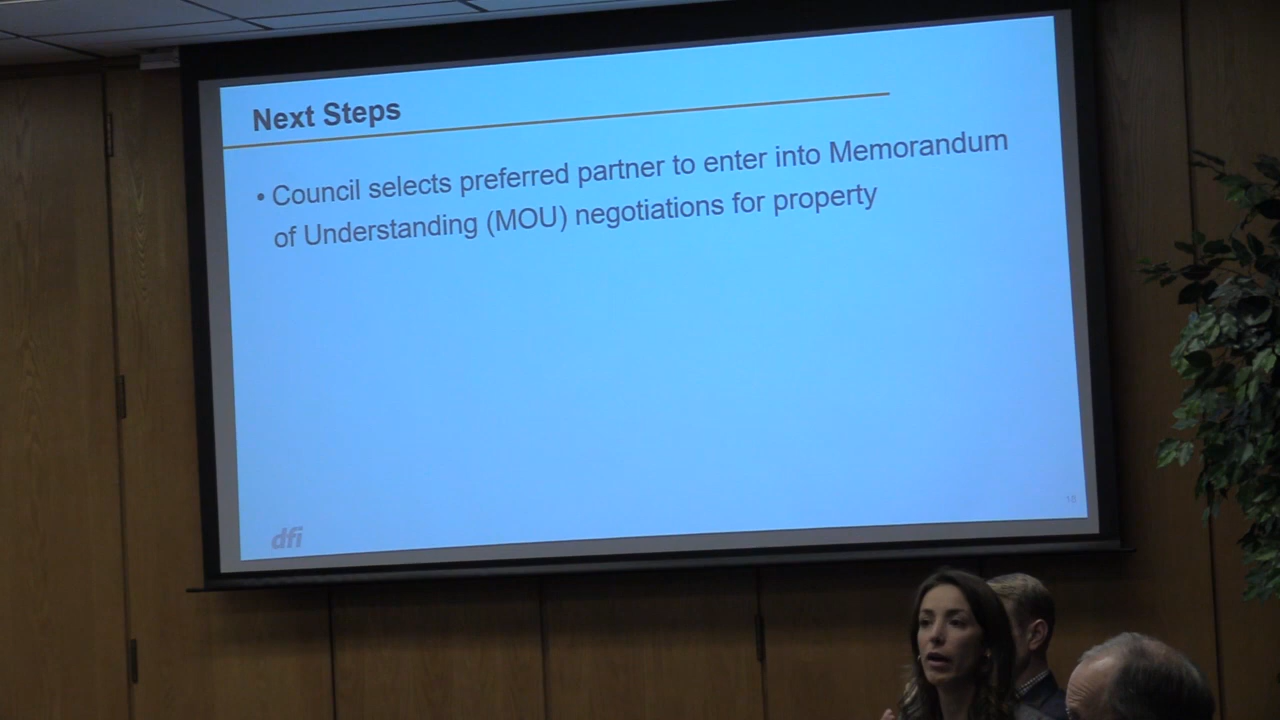 Next Steps
• Council selects preferred partner to enter into Memorandum
of Understanding (MOU) negotiations for property
dfi